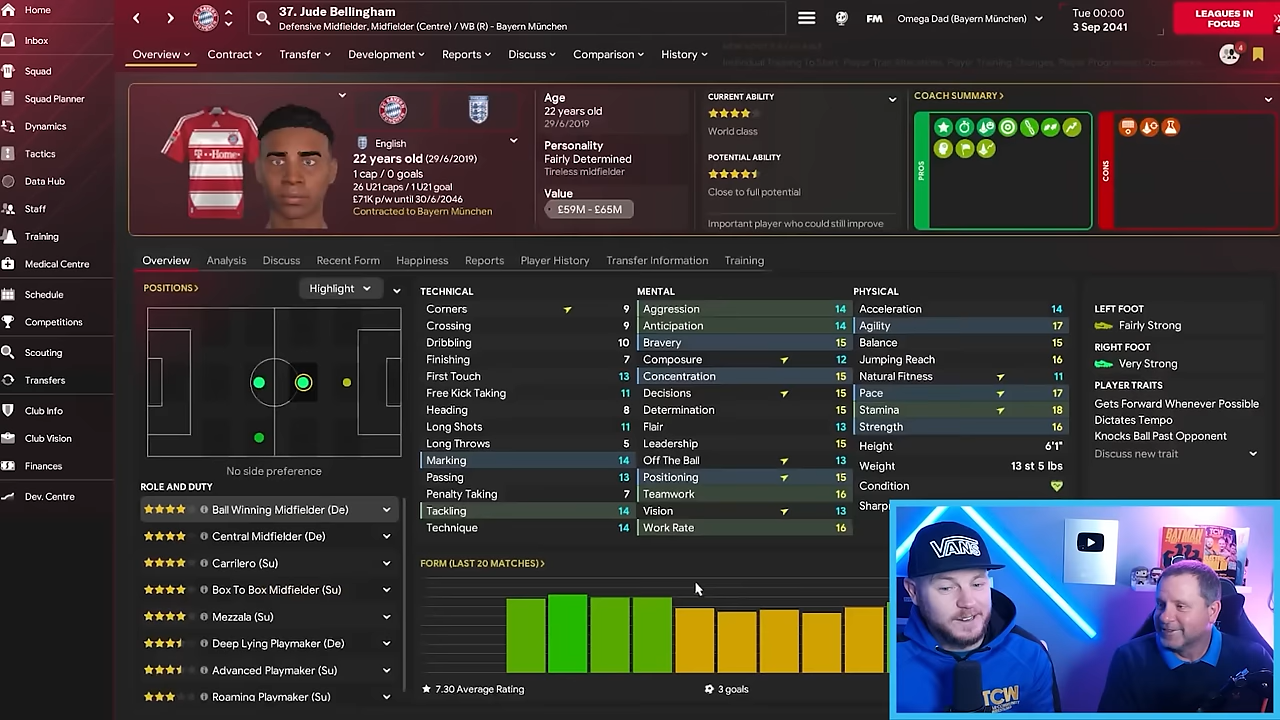 Home
Inbox
Squad
Squad Planner
Dynamics
Tactics
Data Hub
Staff
Training
Medical Centre
Schedule
Competitions
Scouting
Transfers
Club Info
Club Vision
Finances
Dev. Centre
37. Jude Bellingham
Defensive Midfielder, Midfielder (Centre) / WB (R) - Bayern München
FM
Omega Dad (Bayern München)
Tue 00:00
3 Sep 2041
LEAGUES IN
FOCUS
4
Overview
Contract
Transfer
Development
Reports
Discuss
Comparison
History
T··Home·
English
22 years old (29/6/2019)
1 cap / 0 goals
26 U21 caps / 1 U21 goal
£71K p/w until 30/6/2046
Contracted to Bayern München
Age
22 years old
29/6/2019
Personality
Fairly Determined
Tireless midfielder
Value
£59M - £65M
CURRENT ABILITY
World class
POTENTIAL ABILITY
Close to full potential
Important player who could still improve
COACH SUMMARY
PROS
CONS
Overview
Analysis
Discuss
Recent Form
Happiness
Reports
Player History
Transfer Information
Training
POSITIONS
Highlight
No side preference
ROLE AND DUTY
Ball Winning Midfielder (De)
Central Midfielder (De)
Carrilero (Su)
Box To Box Midfielder (Su)
Mezzala (Su)
Deep Lying Playmaker (De)
Advanced Playmaker (Su)
Roaming Playmaker (Su)
TECHNICAL
Corners 9
Crossing 9
Dribbling 10
Finishing 7
First Touch 13
Free Kick Taking 11
Heading 8
Long Shots 11
Long Throws 5
Marking 14
Passing 13
Penalty Taking 7
Tackling 14
Technique 14
MENTAL
Aggression 14
Anticipation 14
Bravery 15
Composure 12
Concentration 15
Decisions 15
Determination 15
Flair 13
Leadership 15
Off The Ball 13
Positioning 15
Teamwork 16
Vision 13
Work Rate 16
PHYSICAL
Acceleration 14
Agility 17
Balance 15
Jumping Reach 16
Natural Fitness 11
Pace 17
Stamina 18
Strength 16
Height 6'1"
Weight 13 st 5 lbs
Condition
Sharp
LEFT FOOT
Fairly Strong
RIGHT FOOT
Very Strong
PLAYER TRAITS
Gets Forward Whenever Possible
Dictates Tempo
Knocks Ball Past Opponent
Discuss new trait
FORM (LAST 20 MATCHES)
7.30 Average Rating
3 goals
VANS
BATMAN
TCW